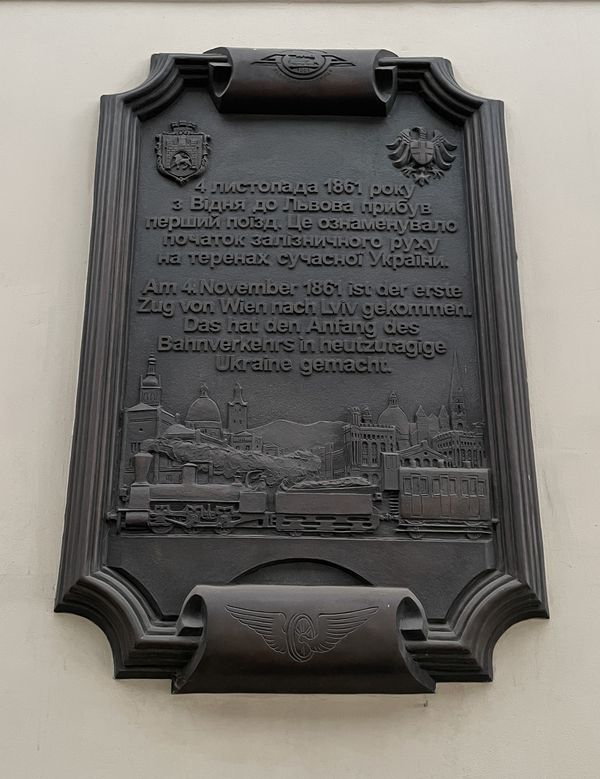 4 листопада 1861 року
з Відня до Львова прибув
перший поїзд. Це ознаменувало
початок залізничного руху
на теренах сучасної України.
Am 4. November 1861 ist der erste
Zug von Wien nach Lviv gekommen.
Das hat den Anfang des
Bahnverkehrs in heutzutagige
Ukraine gemacht.